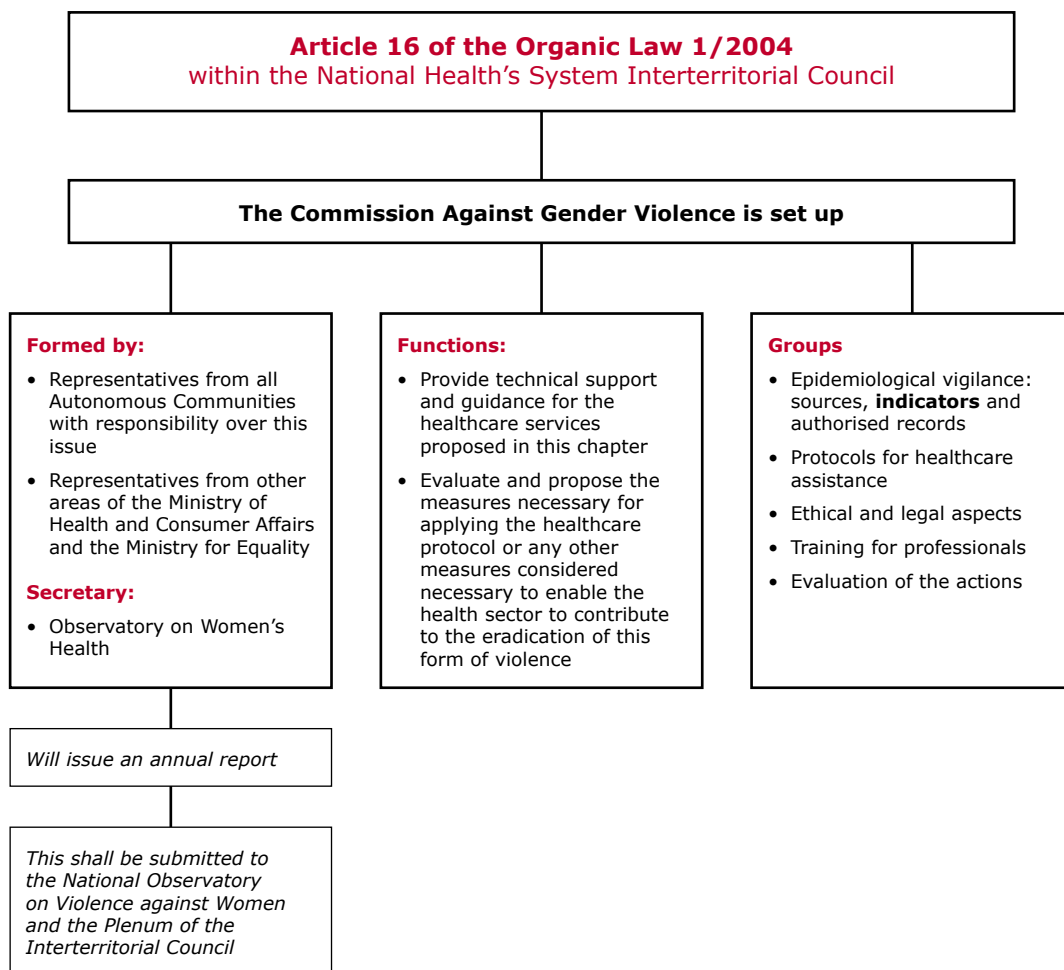 Article 16 of the Organic Law 1/2004
within the National Health’s System Interterritorial Council
The Commission Against Gender Violence is set up
Formed by:
• Representatives from all
Autonomous Communities
with responsibility over this
issue
• Representatives from other
areas of the Ministry of
Health and Consumer Affairs
and the Ministry for Equality
Secretary:
• Observatory on Women’s
Health
Functions:
• Provide technical support
and guidance for the
healthcare services
proposed in this chapter
• Evaluate and propose the
measures necessary for
applying the healthcare
protocol or any other
measures considered
necessary to enable the
health sector to contribute
to the eradication of this
form of violence
Groups
• Epidemiological vigilance:
sources, indicators and
authorised records
• Protocols for healthcare
assistance
• Ethical and legal aspects
• Training for professionals
• Evaluation of the actions
Will issue an annual report
This shall be submitted to
the National Observatory
on Violence against Women
and the Plenum of the
Interterritorial Council